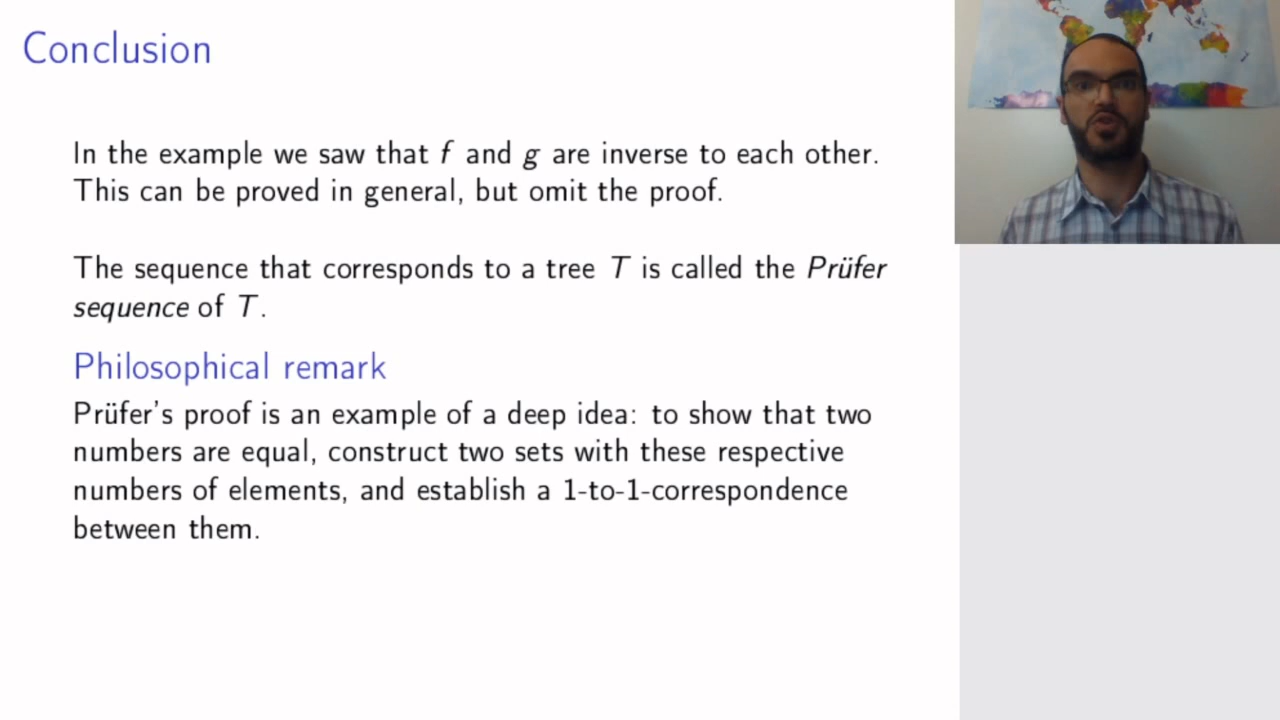 Conclusion
In the example we saw that f and g are inverse to each other.
This can be proved in general, but omit the proof.
The sequence that corresponds to a tree T is called the Prüfer
sequence of T.
Philosophical remark
Prüfer's proof is an example of a deep idea: to show that two
numbers are equal, construct two sets with these respective
numbers of elements, and establish a 1-to-1-correspondence
between them.